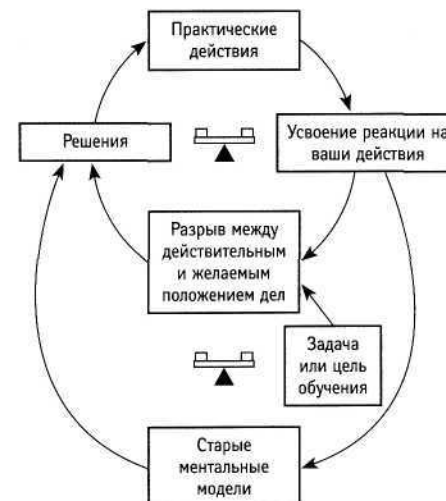 Практические
действия
Решения
Усвоение реакции на
ваши действия
Разрыв между
действительным
и желаемым
положением дел
Задача
или цель
обучения
Старые
ментальные
модели